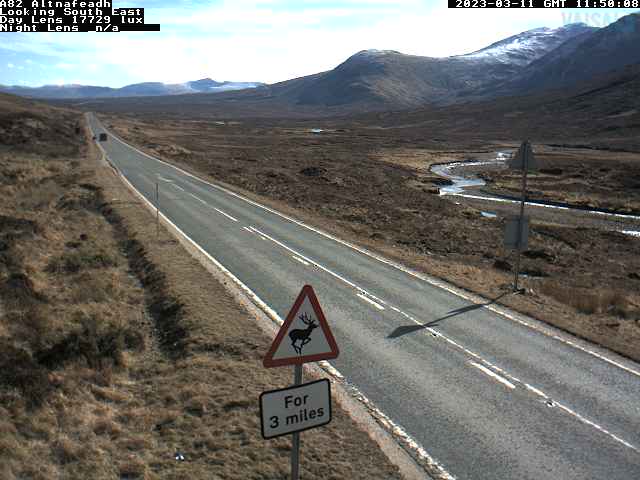 A82 Altnafeadh
Looking South East
Day Lens 17729 lux
Night Lens n/a
2023-03-11 GMT 11:50:08
VAISALA
For
3 miles